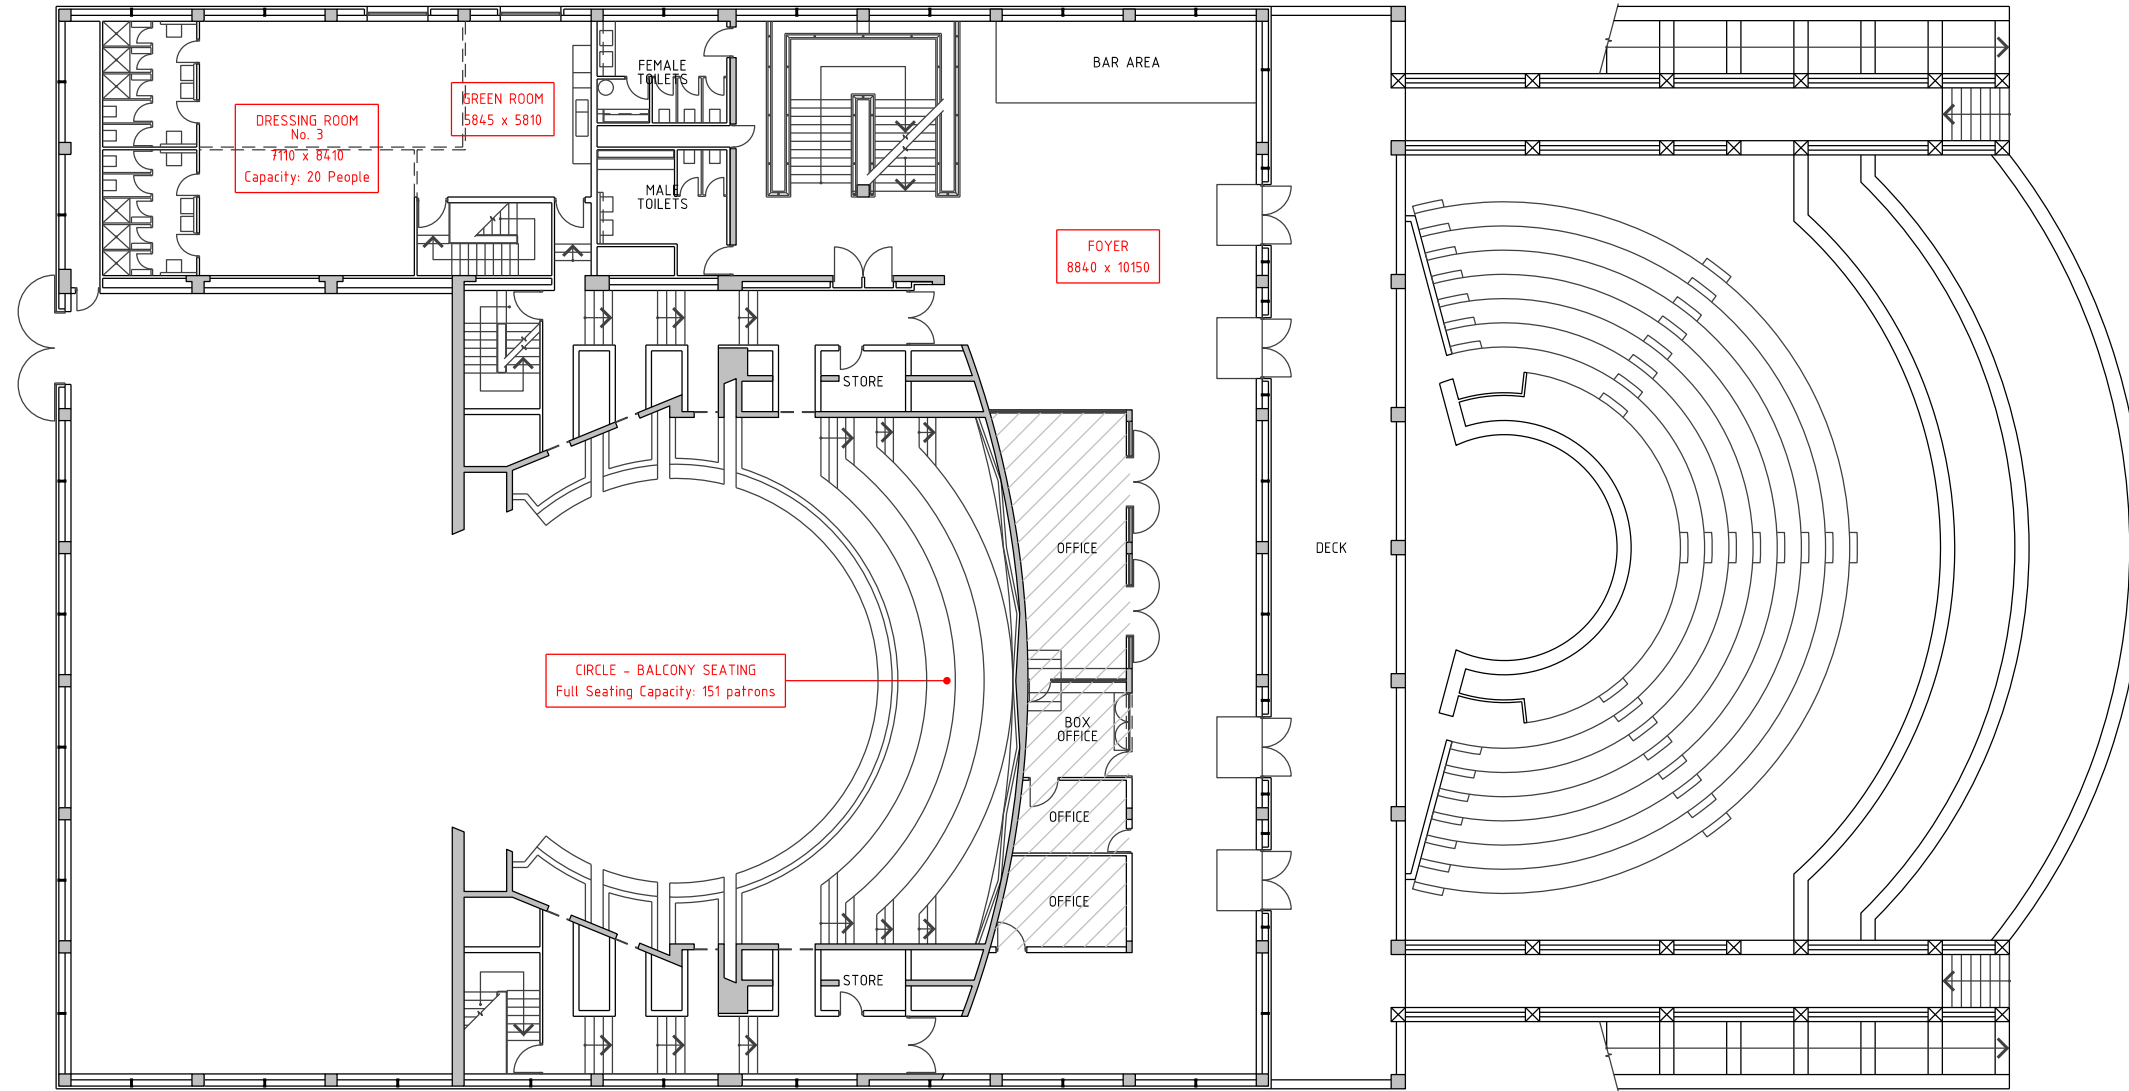 FEMALE
TOILETS
BAR AREA
GREEN ROOM
5845 x 5810
DRESSING ROOM
No. 3
7110 x 8410
Capacity: 20 People
MALE
TOILETS
FOYER
8840 x 10150
STORE
OFFICE
DECK
CIRCLE - BALCONY SEATING
Full Seating Capacity: 151 patrons
BOX
OFFICE
OFFICE
OFFICE
STORE